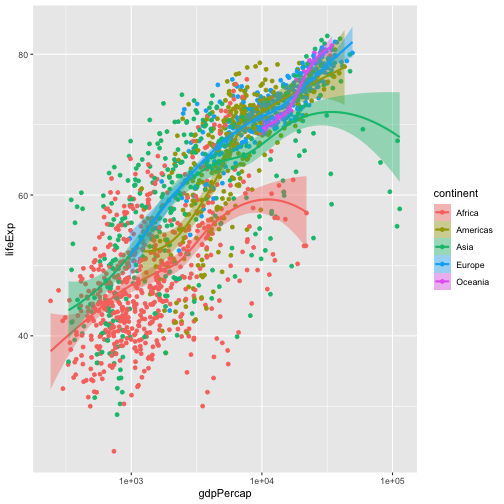 80
60
40
lifeExp
1e+03
1e+04
1e+05
gdpPercap
continent
Africa
Americas
Asia
Europe
Oceania